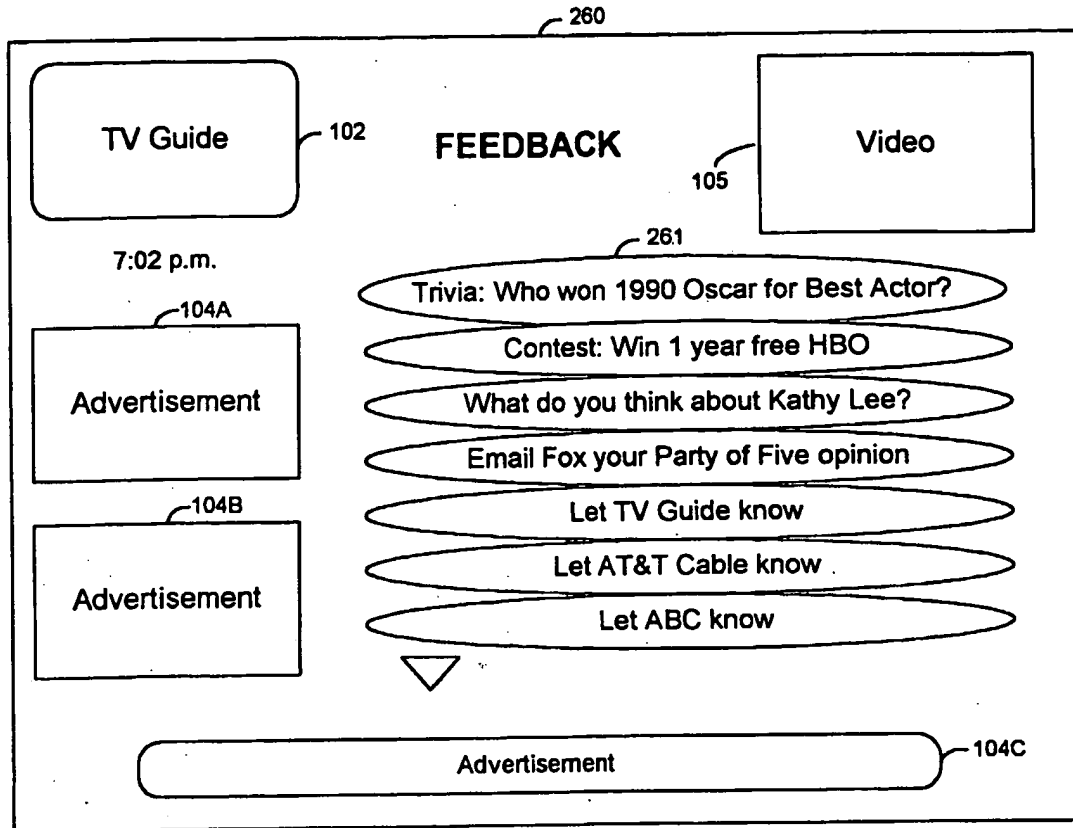 260
TV Guide
102
FEEDBACK
105
Video
7:02 p.m.
261
Trivia: Who won 1990 Oscar for Best Actor?
104A
Advertisement
Contest: Win 1 year free HBO
What do you think about Kathy Lee?
Email Fox your Party of Five opinion
104B
Advertisement
Let TV Guide know
Let AT&T Cable know
Let ABC know
Advertisement
104C